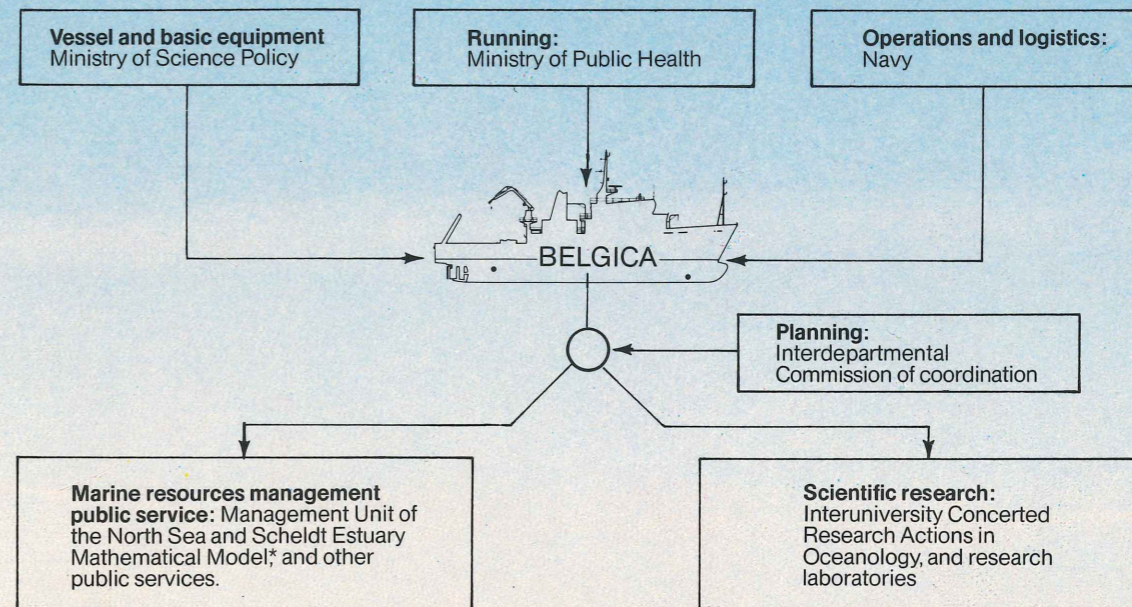 Vessel and basic equipment
Ministry of Science Policy
Running:
Ministry of Public Health
Operations and logistics:
Navy
BELGICA
Planning:
Interdepartmental
Commission of coordination
Marine resources management
public service: Management Unit of
the North Sea and Scheldt Estuary
Mathematical Model,* and other
public services.
Scientific research:
Interuniversity Concerted
Research Actions in
Oceanology, and research
laboratories